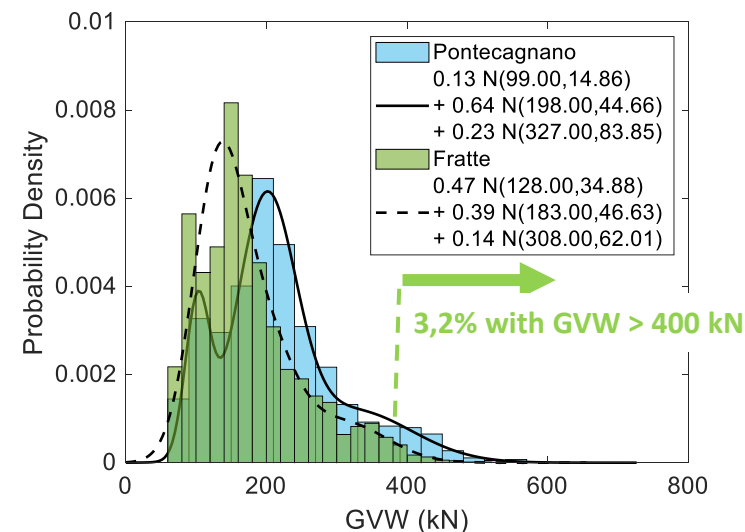 0.01
0.008
0.006
0.004
0.002
0
Probability Density
Pontecagnano
0.13 N(99.00,14.86)
+ 0.64 N(198.00,44.66)
+ 0.23 N(327.00,83.85)
Fratte
0.47 N(128.00,34.88)
+ 0.39 N(183.00,46.63)
+ 0.14 N(308.00,62.01)
3,2% with GVW > 400 kN
0
200
400
600
800
GVW (kN)